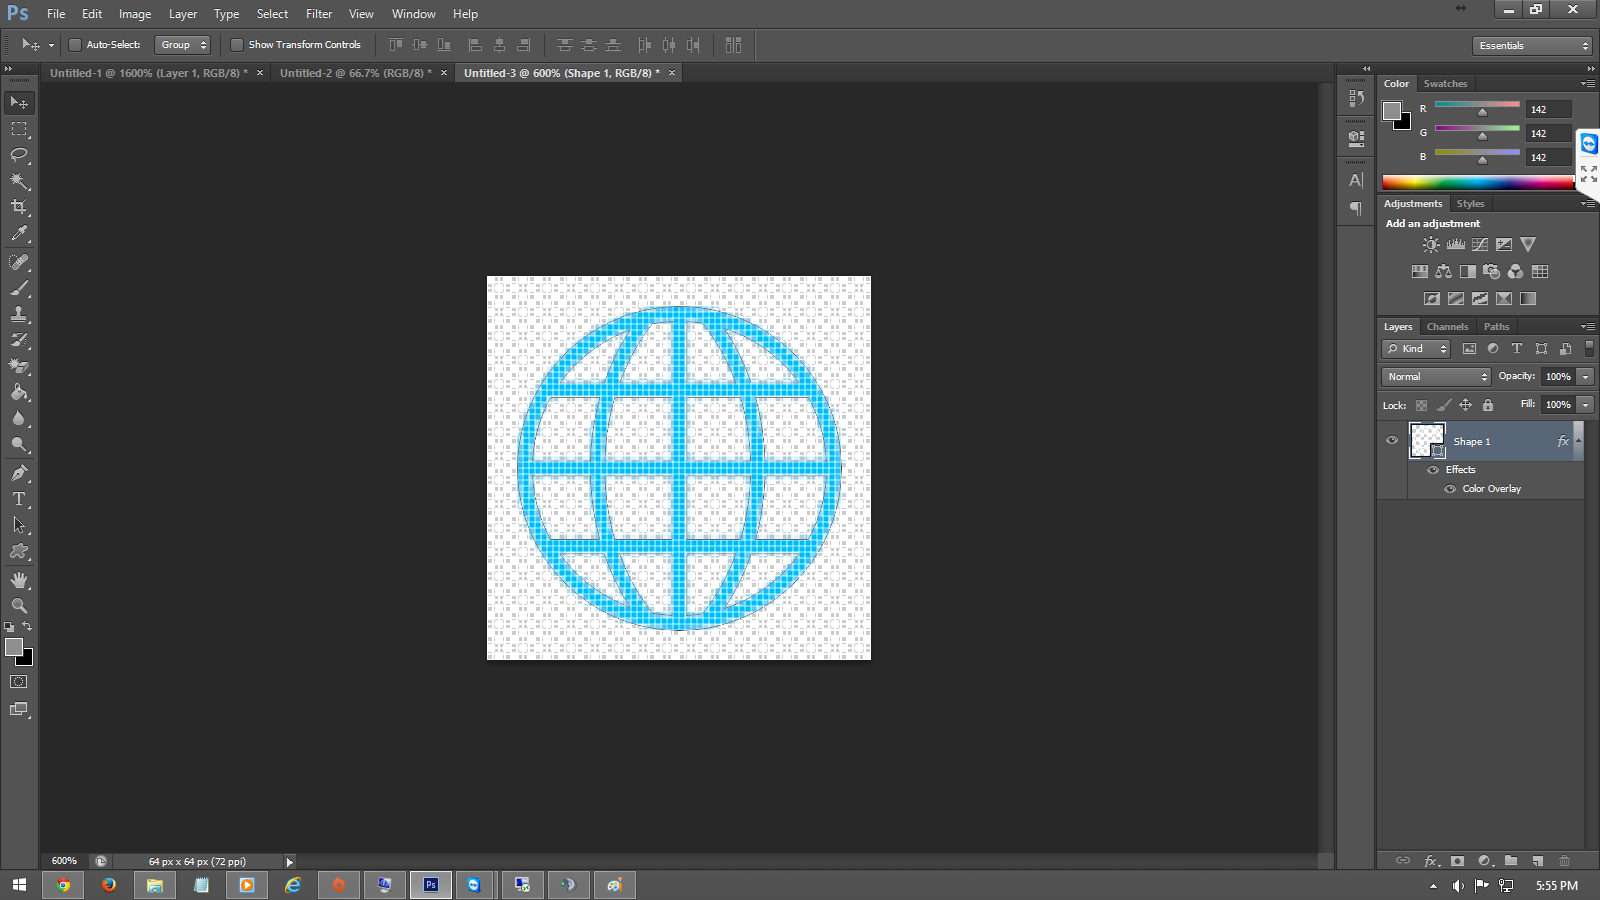 Ps File Edit Image Layer Type Select Filter View Window Help
Auto-Select: Group Show Transform Controls Essentials
Untitled-1 @ 1600% (Layer 1, RGB/8) * × Untitled-2 @ 66.7% (RGB/8) * × Untitled-3 @ 600% (Shape 1, RGB/8) * ×
Color Swatches
R 142
G 142
B 142
Adjustments Styles
Add an adjustment
Layers Channels Paths
Kind
Normal Opacity: 100%
Lock: Fill: 100%
Shape 1 fx
Effects
Color Overlay
600% 64 px x 64 px (72 ppi)
5:55 PM